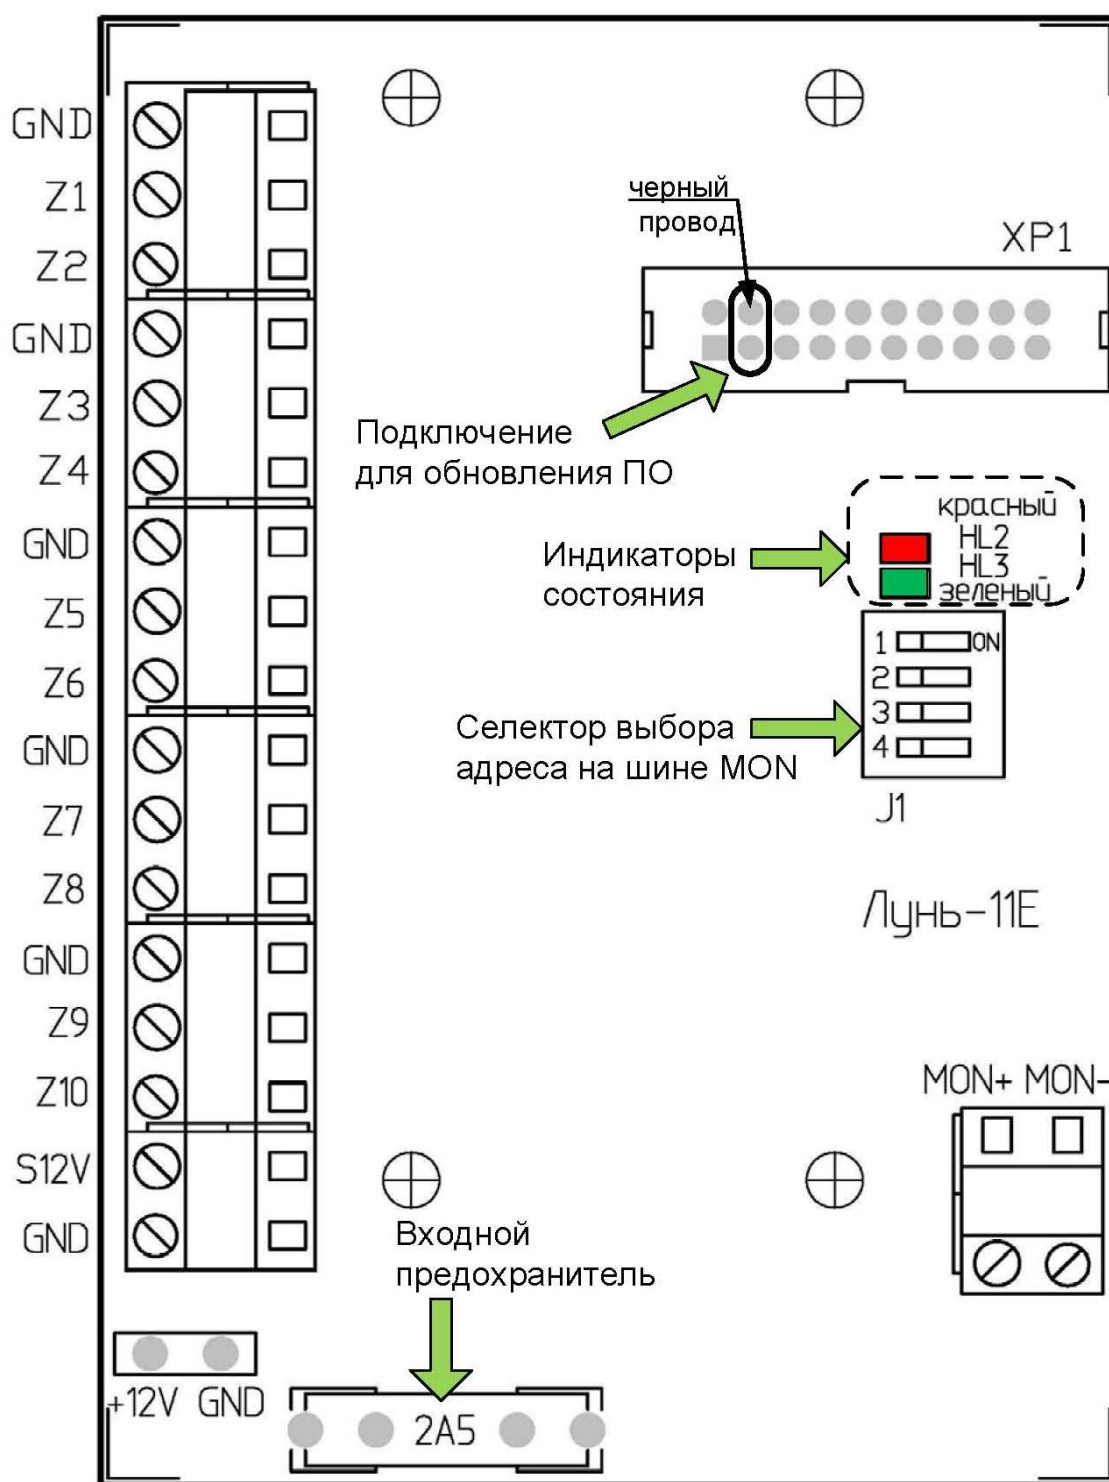 GND
Z1
Z2
GND
Z3
Z4
GND
Z5
Z6
GND
Z7
Z8
GND
Z9
Z10
S12V
GND
+12V GND
черный
провод
XP1
Подключение
для обновления ПО
красный
HL2
HL3
зеленый
Индикаторы
состояния
1 ON
2
3
4
J1
Селектор выбора
адреса на шине MON
Лунь-11Е
MON+ MON-
Входной
предохранитель
2A5